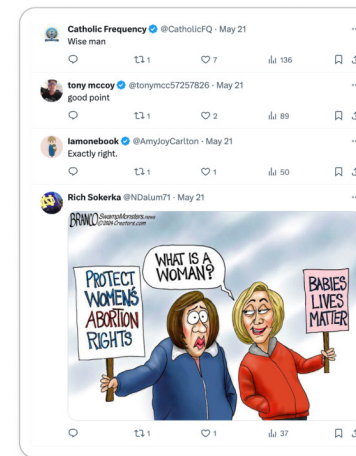 Catholic Frequency @CatholicFQ · May 21
Wise man
1 7 136
tony mccoy @tonymcc57257826 · May 21
good point
1 2 89
Iamonebook @AmyJoyCarlton · May 21
Exactly right.
1 1 50
Rich Sokerka @NDalum71 · May 21
BRANCO SwampMonsters.news
©2024 Creators.com
WHAT IS A
WOMAN?
PROTECT
WOMEN'S
ABORTION
RIGHTS
BABIES
LIVES
MATTER
1 1 37